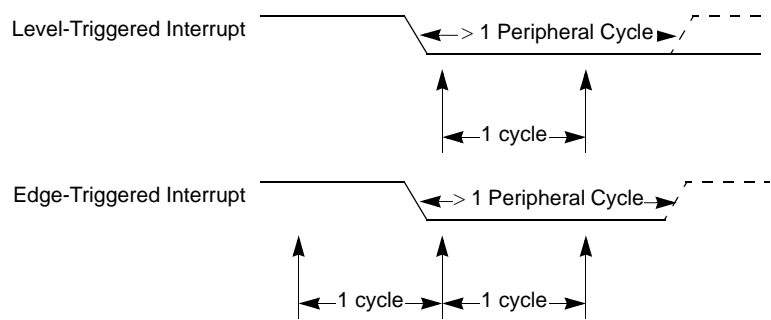 Level-Triggered Interrupt
> 1 Peripheral Cycle
1 cycle
Edge-Triggered Interrupt
> 1 Peripheral Cycle
1 cycle
1 cycle